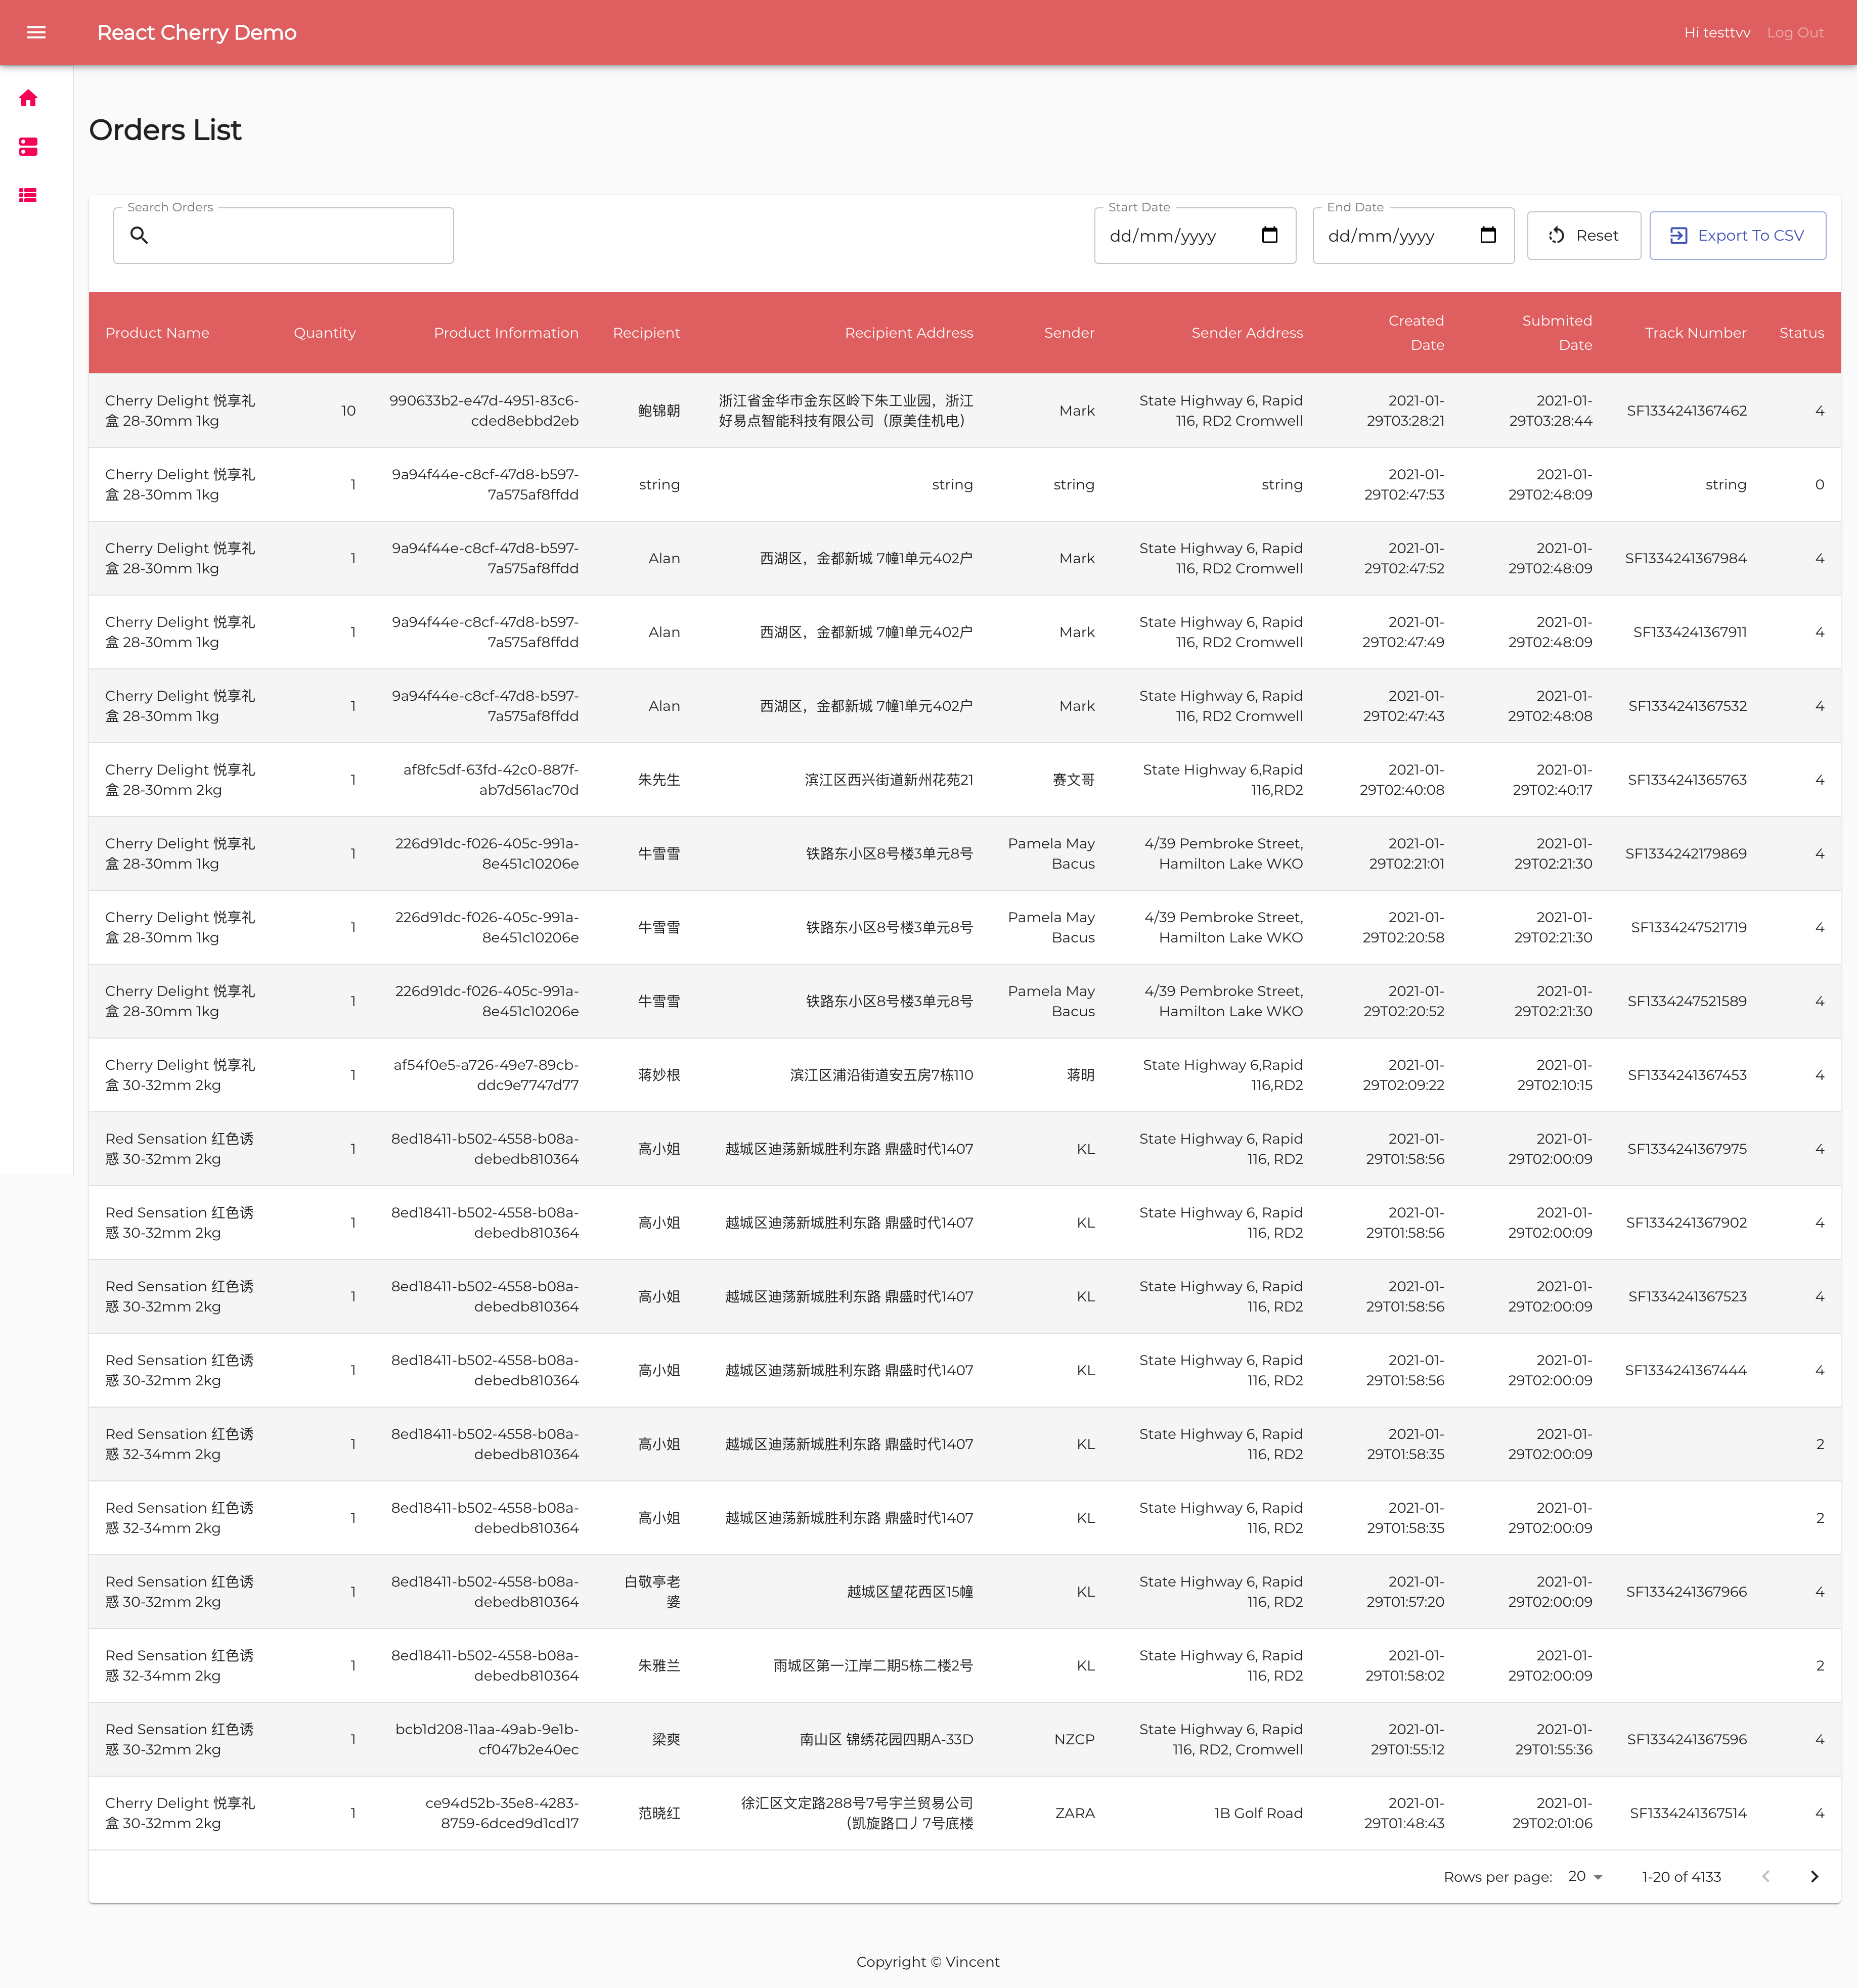 React Cherry Demo
Hi testtvv Log Out
Orders List
Search Orders
Start Date
dd/mm/yyyy
End Date
dd/mm/yyyy
Reset
Export To CSV
Product Name Quantity Product Information Recipient Recipient Address Sender Sender Address Created Date Submited Date Track Number Status
Cherry Delight 悦享礼盒 28-30mm 1kg 10 990633b2-e47d-4951-83c6-cded8ebbd2eb 鲍锦朝 浙江省金华市金东区岭下朱工业园，浙江好易点智能科技有限公司（原美佳机电） Mark State Highway 6, Rapid 116, RD2 Cromwell 2021-01-29T03:28:21 2021-01-29T03:28:44 SF1334241367462 4
Cherry Delight 悦享礼盒 28-30mm 1kg 1 9a94f44e-c8cf-47d8-b597-7a575af8ffdd string string string string 2021-01-29T02:47:53 2021-01-29T02:48:09 string 0
Cherry Delight 悦享礼盒 28-30mm 1kg 1 9a94f44e-c8cf-47d8-b597-7a575af8ffdd Alan 西湖区，金都新城 7幢1单元402户 Mark State Highway 6, Rapid 116, RD2 Cromwell 2021-01-29T02:47:52 2021-01-29T02:48:09 SF1334241367984 4
Cherry Delight 悦享礼盒 28-30mm 1kg 1 9a94f44e-c8cf-47d8-b597-7a575af8ffdd Alan 西湖区，金都新城 7幢1单元402户 Mark State Highway 6, Rapid 116, RD2 Cromwell 2021-01-29T02:47:49 2021-01-29T02:48:09 SF1334241367911 4
Cherry Delight 悦享礼盒 28-30mm 1kg 1 9a94f44e-c8cf-47d8-b597-7a575af8ffdd Alan 西湖区，金都新城 7幢1单元402户 Mark State Highway 6, Rapid 116, RD2 Cromwell 2021-01-29T02:47:43 2021-01-29T02:48:08 SF1334241367532 4
Cherry Delight 悦享礼盒 28-30mm 2kg 1 af8fc5df-63fd-42c0-887f-ab7d561ac70d 朱先生 滨江区西兴街道新州花苑21 赛文哥 State Highway 6,Rapid 116,RD2 2021-01-29T02:40:08 2021-01-29T02:40:17 SF1334241365763 4
Cherry Delight 悦享礼盒 28-30mm 1kg 1 226d91dc-f026-405c-991a-8e451c10206e 牛雪雪 铁路东小区8号楼3单元8号 Pamela May Bacus 4/39 Pembroke Street, Hamilton Lake WKO 2021-01-29T02:21:01 2021-01-29T02:21:30 SF1334242179869 4
Cherry Delight 悦享礼盒 28-30mm 1kg 1 226d91dc-f026-405c-991a-8e451c10206e 牛雪雪 铁路东小区8号楼3单元8号 Pamela May Bacus 4/39 Pembroke Street, Hamilton Lake WKO 2021-01-29T02:20:58 2021-01-29T02:21:30 SF1334247521719 4
Cherry Delight 悦享礼盒 28-30mm 1kg 1 226d91dc-f026-405c-991a-8e451c10206e 牛雪雪 铁路东小区8号楼3单元8号 Pamela May Bacus 4/39 Pembroke Street, Hamilton Lake WKO 2021-01-29T02:20:52 2021-01-29T02:21:30 SF1334247521589 4
Cherry Delight 悦享礼盒 30-32mm 2kg 1 af54f0e5-a726-49e7-89cb-ddc9e7747d77 蒋妙根 滨江区浦沿街道安五房7栋110 蒋明 State Highway 6,Rapid 116,RD2 2021-01-29T02:09:22 2021-01-29T02:10:15 SF1334241367453 4
Red Sensation 红色诱惑 30-32mm 2kg 1 8ed18411-b502-4558-b08a-debedb810364 高小姐 越城区迪荡新城胜利东路 鼎盛时代1407 KL State Highway 6, Rapid 116, RD2 2021-01-29T01:58:56 2021-01-29T02:00:09 SF1334241367975 4
Red Sensation 红色诱惑 30-32mm 2kg 1 8ed18411-b502-4558-b08a-debedb810364 高小姐 越城区迪荡新城胜利东路 鼎盛时代1407 KL State Highway 6, Rapid 116, RD2 2021-01-29T01:58:56 2021-01-29T02:00:09 SF1334241367902 4
Red Sensation 红色诱惑 30-32mm 2kg 1 8ed18411-b502-4558-b08a-debedb810364 高小姐 越城区迪荡新城胜利东路 鼎盛时代1407 KL State Highway 6, Rapid 116, RD2 2021-01-29T01:58:56 2021-01-29T02:00:09 SF1334241367523 4
Red Sensation 红色诱惑 30-32mm 2kg 1 8ed18411-b502-4558-b08a-debedb810364 高小姐 越城区迪荡新城胜利东路 鼎盛时代1407 KL State Highway 6, Rapid 116, RD2 2021-01-29T01:58:56 2021-01-29T02:00:09 SF1334241367444 4
Red Sensation 红色诱惑 32-34mm 2kg 1 8ed18411-b502-4558-b08a-debedb810364 高小姐 越城区迪荡新城胜利东路 鼎盛时代1407 KL State Highway 6, Rapid 116, RD2 2021-01-29T01:58:35 2021-01-29T02:00:09 2
Red Sensation 红色诱惑 32-34mm 2kg 1 8ed18411-b502-4558-b08a-debedb810364 高小姐 越城区迪荡新城胜利东路 鼎盛时代1407 KL State Highway 6, Rapid 116, RD2 2021-01-29T01:58:35 2021-01-29T02:00:09 2
Red Sensation 红色诱惑 30-32mm 2kg 1 8ed18411-b502-4558-b08a-debedb810364 白敬亭老婆 越城区望花西区15幢 KL State Highway 6, Rapid 116, RD2 2021-01-29T01:57:20 2021-01-29T02:00:09 SF1334241367966 4
Red Sensation 红色诱惑 32-34mm 2kg 1 8ed18411-b502-4558-b08a-debedb810364 朱雅兰 雨城区第一江岸二期5栋二楼2号 KL State Highway 6, Rapid 116, RD2 2021-01-29T01:58:02 2021-01-29T02:00:09 2
Red Sensation 红色诱惑 30-32mm 2kg 1 bcb1d208-11aa-49ab-9e1b-cf047b2e40ec 梁爽 南山区 锦绣花园四期A-33D NZCP State Highway 6, Rapid 116, RD2, Cromwell 2021-01-29T01:55:12 2021-01-29T01:55:36 SF1334241367596 4
Cherry Delight 悦享礼盒 30-32mm 2kg 1 ce94d52b-35e8-4283-8759-6dced9d1cd17 范晓红 徐汇区文定路288号7号宇兰贸易公司（凯旋路口丿7号底楼 ZARA 1B Golf Road 2021-01-29T01:48:43 2021-01-29T02:01:06 SF1334241367514 4
Rows per page: 20 1-20 of 4133
Copyright © Vincent